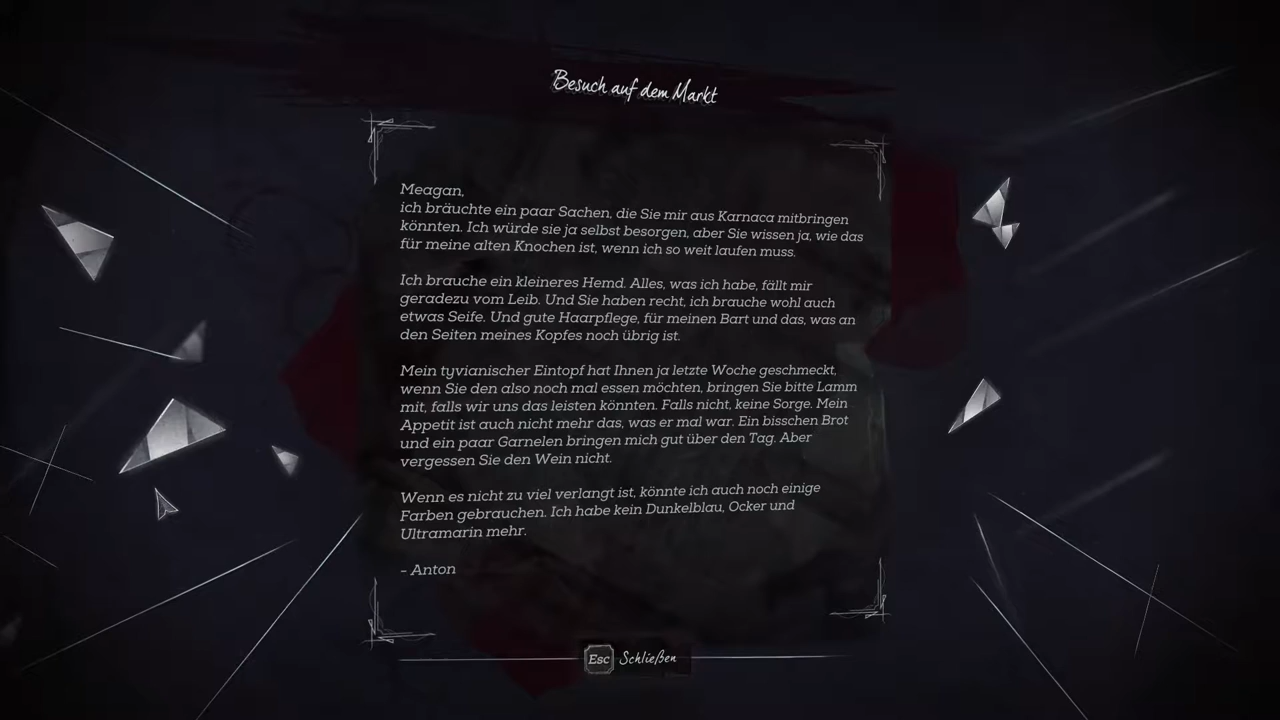 Besuch auf dem Markt
Meagan,
ich bräuchte ein paar Sachen, die Sie mir aus Karnaca mitbringen
könnten. Ich würde sie ja selbst besorgen, aber Sie wissen ja, wie das
für meine alten Knochen ist, wenn ich so weit laufen muss.
Ich brauche ein kleineres Hemd. Alles, was ich habe, fällt mir
geradezu vom Leib. Und Sie haben recht, ich brauche wohl auch
etwas Seife. Und gute Haarpflege, für meinen Bart und das, was an
den Seiten meines Kopfes noch übrig ist.
Mein tyvianischer Eintopf hat Ihnen ja letzte Woche geschmeckt,
wenn Sie den also noch mal essen möchten, bringen Sie bitte Lamm
mit, falls wir uns das leisten könnten. Falls nicht, keine Sorge. Mein
Appetit ist auch nicht mehr das, was er mal war. Ein bisschen Brot
und ein paar Garnelen bringen mich gut über den Tag. Aber
vergessen Sie den Wein nicht.
Wenn es nicht zu viel verlangt ist, könnte ich auch noch einige
Farben gebrauchen. Ich habe kein Dunkelblau, Ocker und
Ultramarin mehr.
- Anton
Esc Schließen